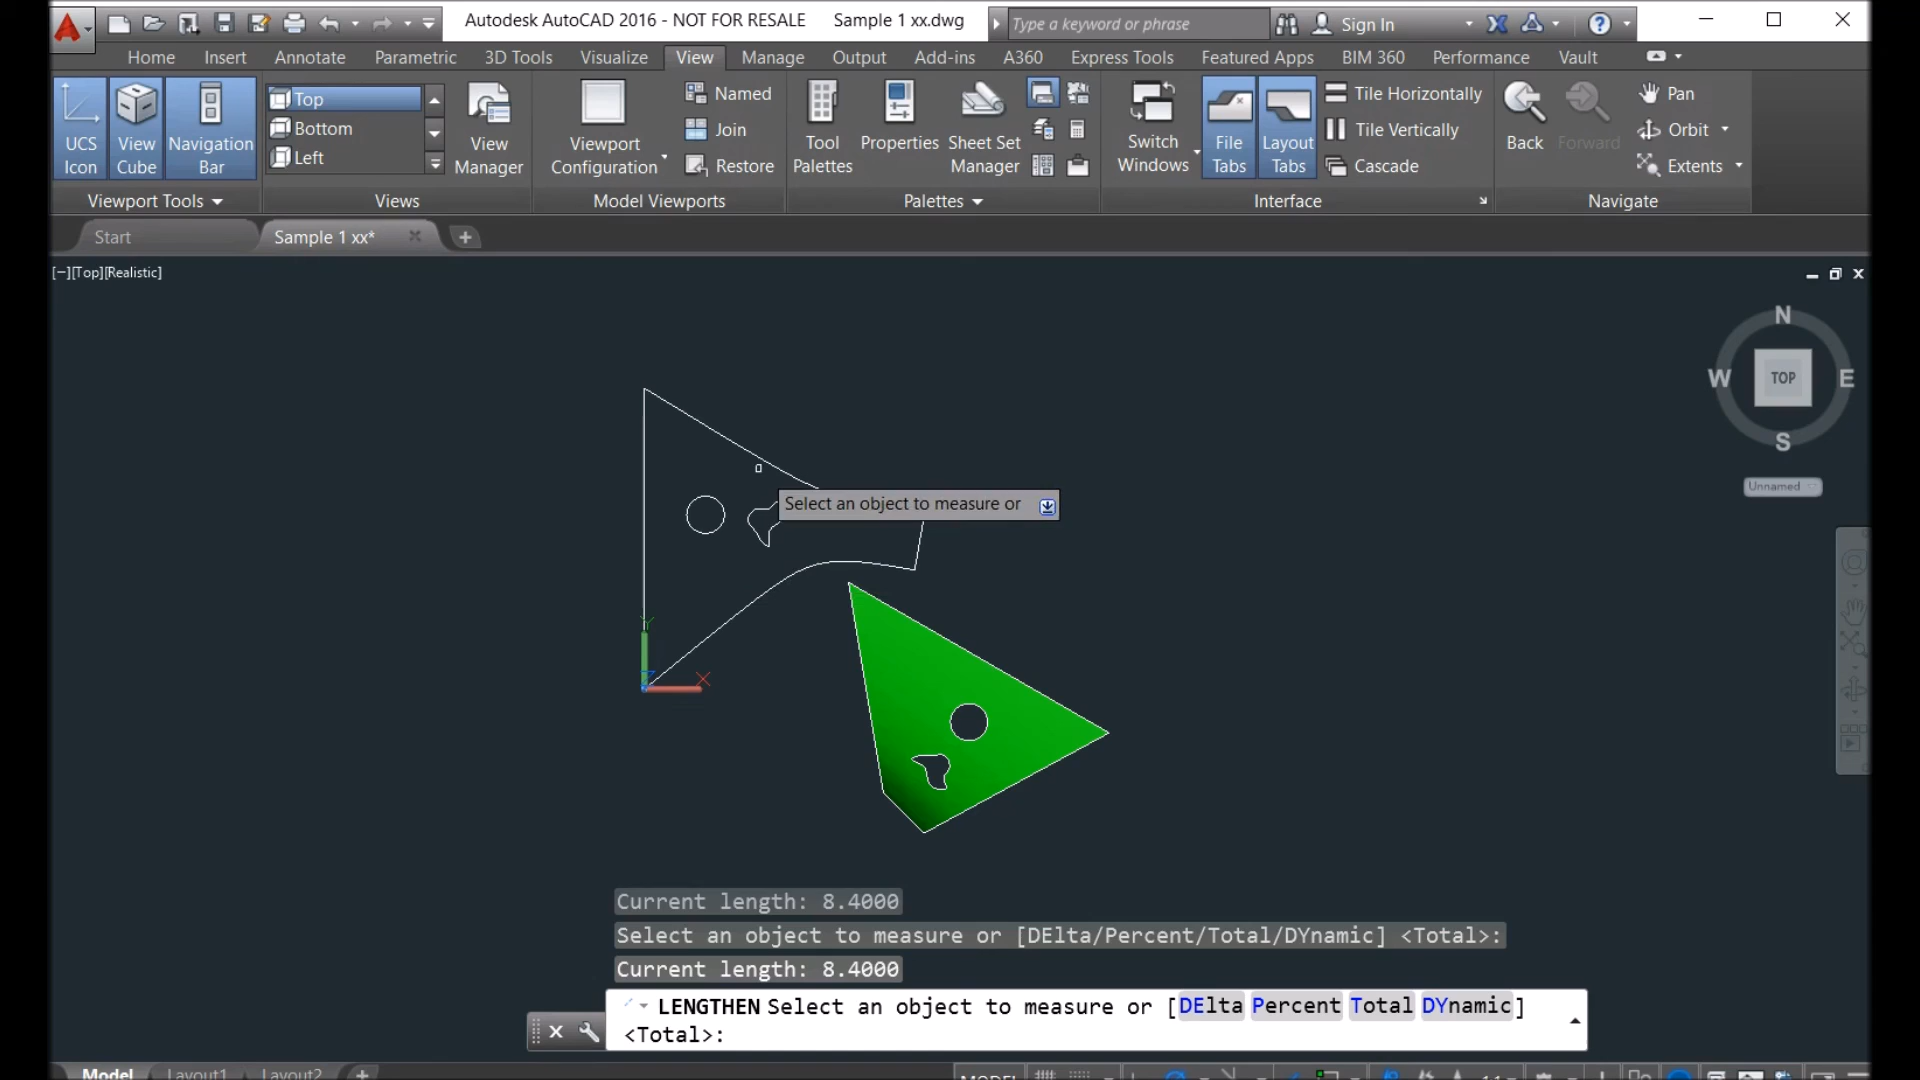 Autodesk AutoCAD 2016 - NOT FOR RESALE Sample 1 xx.dwg
Type a keyword or phrase
Sign In
Home Insert Annotate Parametric 3D Tools Visualize View Manage Output Add-ins A360 Express Tools Featured Apps BIM 360 Performance Vault
UCS Icon
View Cube
Navigation Bar
Top
Bottom
Left
View Manager
Viewport Configuration
Named
Join
Restore
Tool Palettes
Properties
Sheet Set Manager
Switch Windows
File Tabs
Layout Tabs
Tile Horizontally
Tile Vertically
Cascade
Back
Forward
Pan
Orbit
Extents
Viewport Tools Views Model Viewports Palettes Interface Navigate
Start Sample 1 xx*
[−][Top][Realistic]
N
W TOP E
S
Unnamed
Select an object to measure or
Y
X
Current length: 8.4000
Select an object to measure or [DElta/Percent/Total/DYnamic] <Total>:
Current length: 8.4000
LENGTHEN Select an object to measure or [DElta Percent Total DYnamic]
<Total>:
Model Layout1 Layout2 MODEL